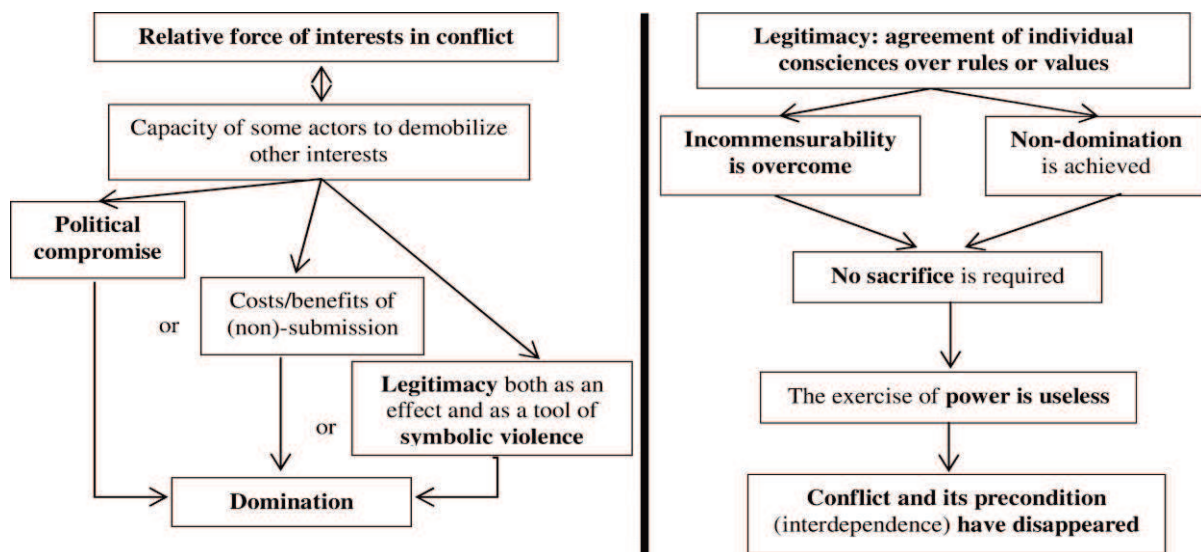 Relative force of interests in conflict
Capacity of some actors to demobilize
other interests
Political
compromise
or
Costs/benefits of
(non)-submission
or
Legitimacy both as an
effect and as a tool of
symbolic violence
Domination
Legitimacy: agreement of individual
consciences over rules or values
Incommensurability
is overcome
Non-domination
is achieved
No sacrifice is required
The exercise of power is useless
Conflict and its precondition
(interdependence) have disappeared